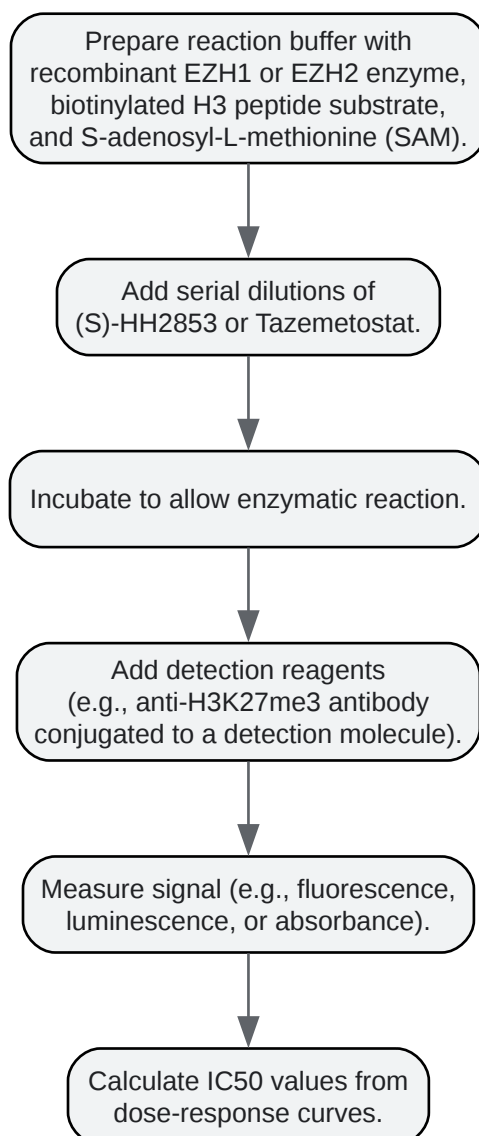 Prepare reaction buffer with
recombinant EZH1 or EZH2 enzyme,
biotinylated H3 peptide substrate,
and S-adenosyl-L-methionine (SAM).
Add serial dilutions of
(S)-HH2853 or Tazemetostat.
Incubate to allow enzymatic reaction.
Add detection reagents
(e.g., anti-H3K27me3 antibody
conjugated to a detection molecule).
Measure signal (e.g., fluorescence,
luminescence, or absorbance).
Calculate IC50 values from
dose-response curves.